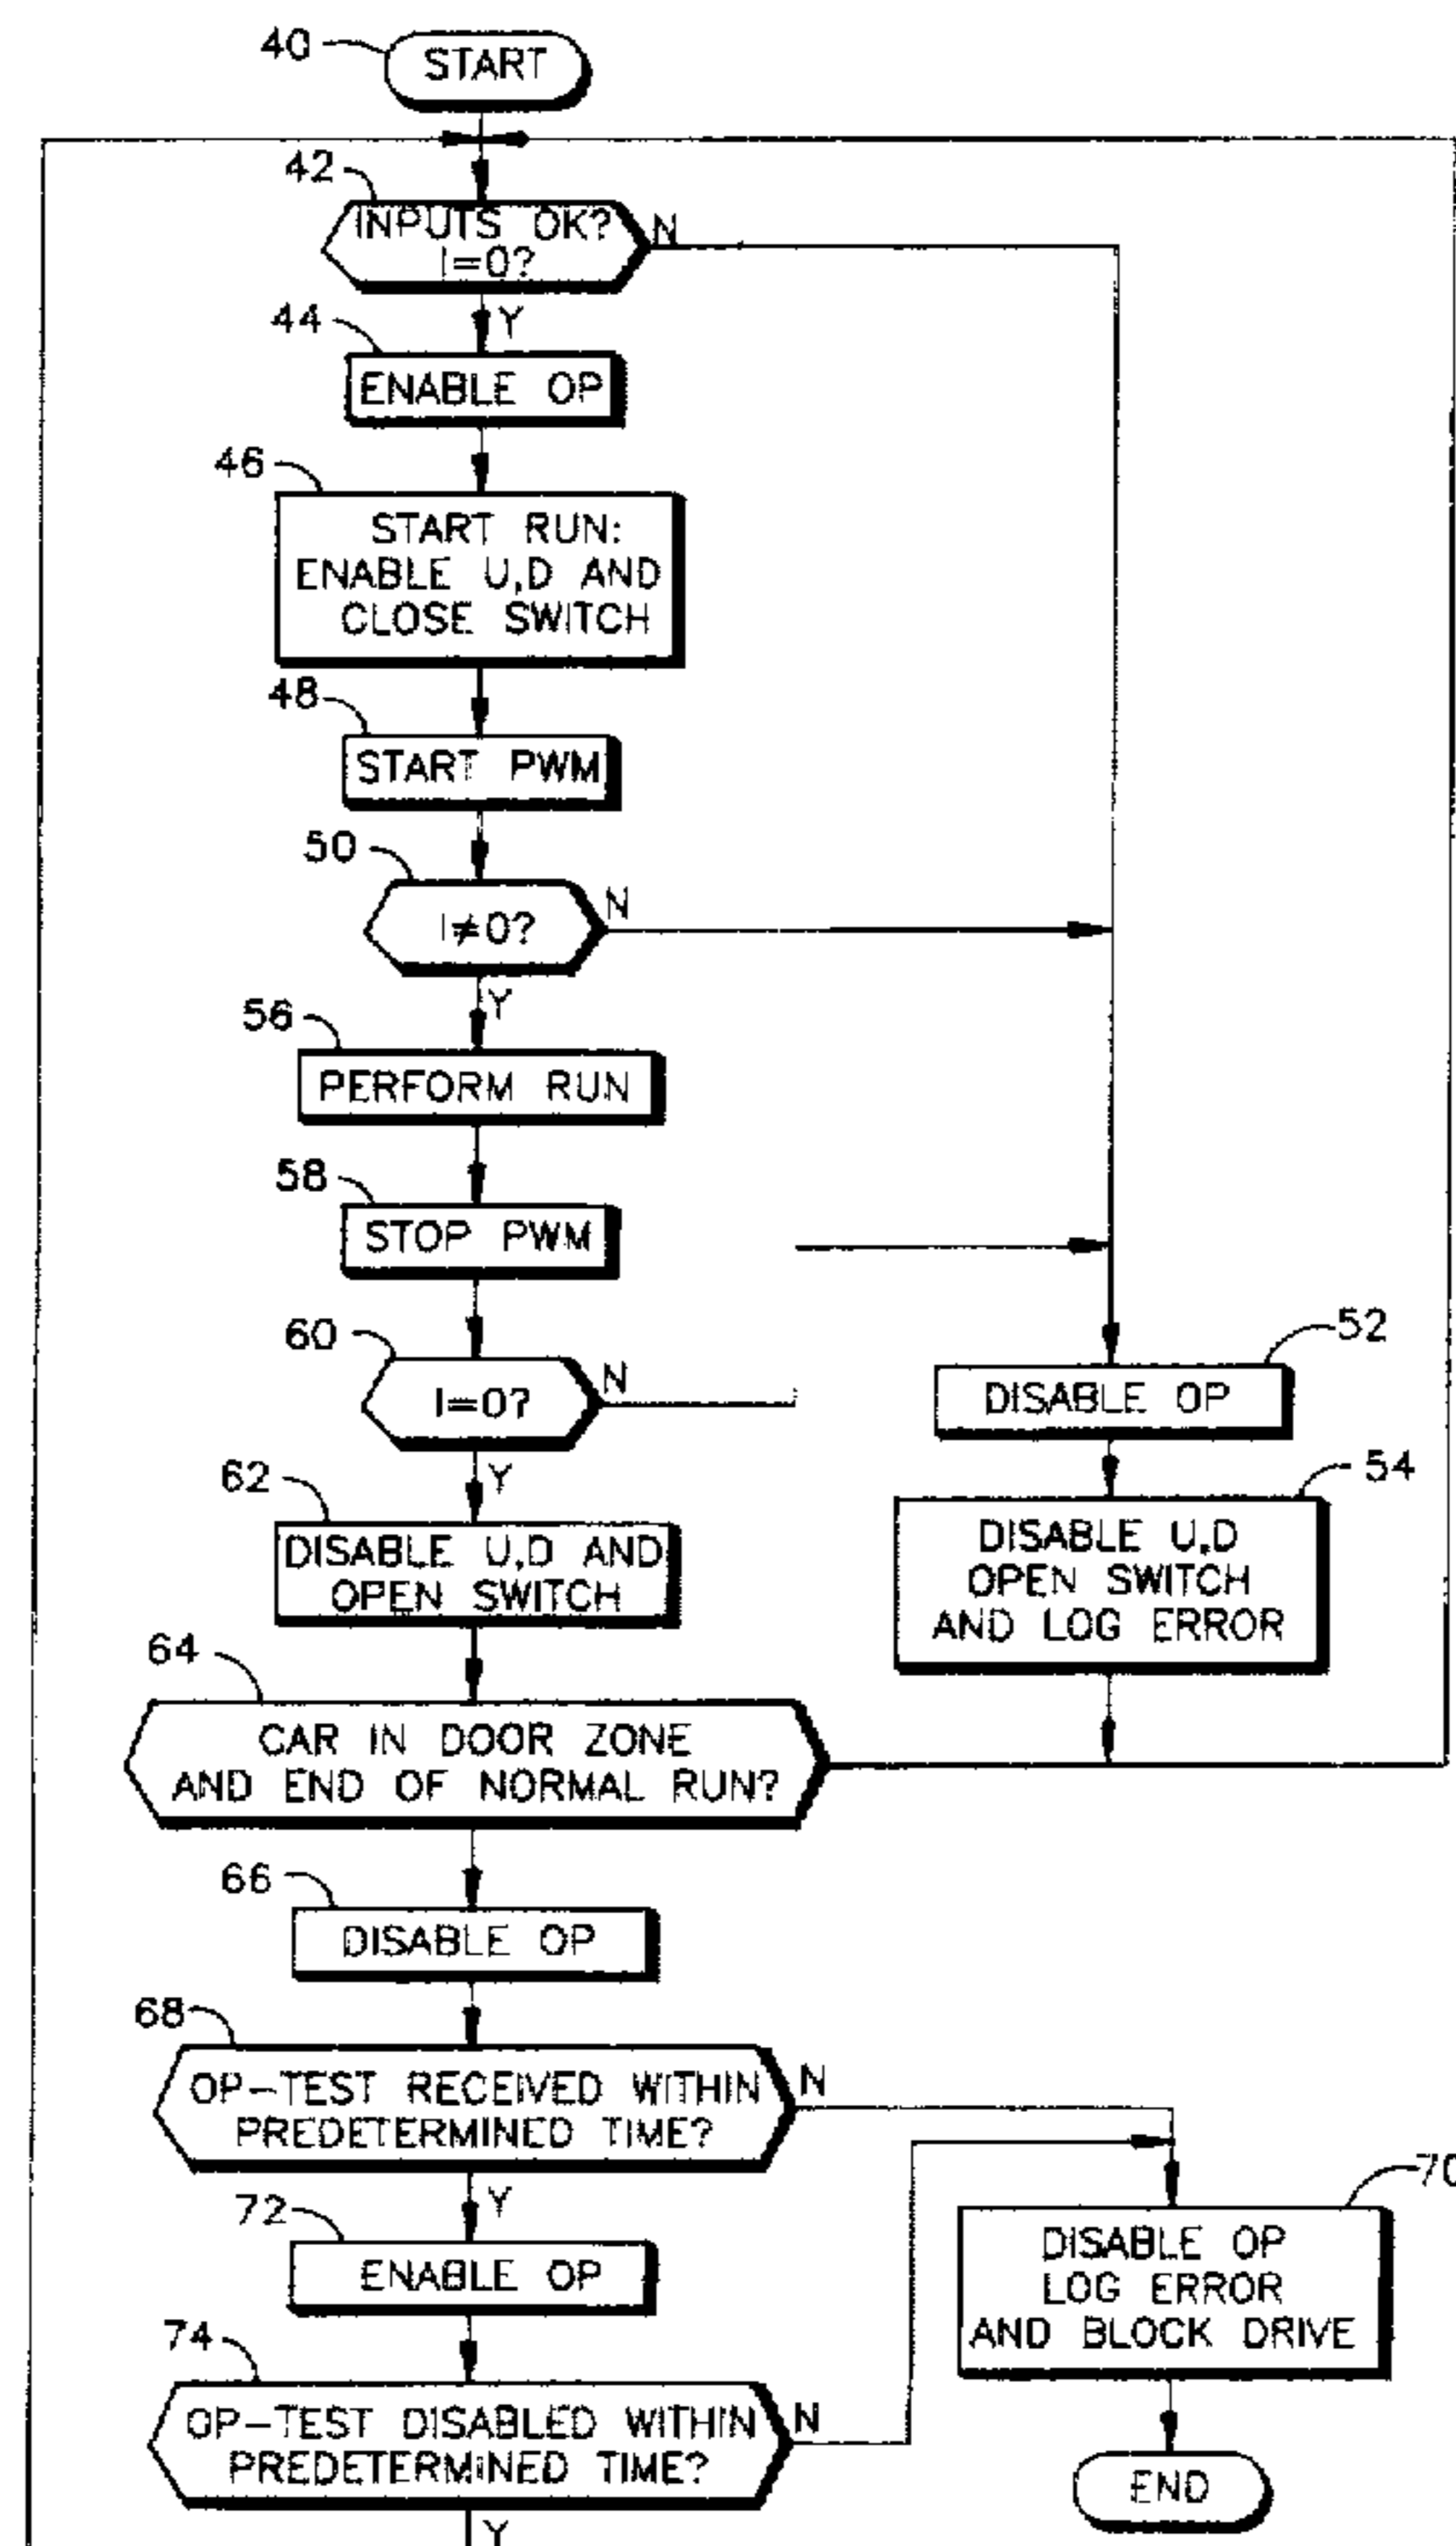 40
START
42
INPUTS OK?
I=0?
N
Y
44
ENABLE OP
46
START RUN:
ENABLE U,D AND
CLOSE SWITCH
48
START PWM
50
I≠0?
N
Y
56
PERFORM RUN
58
STOP PWM
60
I=0?
N
Y
52
DISABLE OP
54
DISABLE U,D
OPEN SWITCH
AND LOG ERROR
62
DISABLE U,D AND
OPEN SWITCH
64
CAR IN DOOR ZONE
AND END OF NORMAL RUN?
66
DISABLE OP
68
OP-TEST RECEIVED WITHIN
PREDETERMINED TIME?
N
Y
70
DISABLE OP
LOG ERROR
AND BLOCK DRIVE
72
ENABLE OP
74
OP-TEST DISABLED WITHIN
PREDETERMINED TIME?
N
Y
END